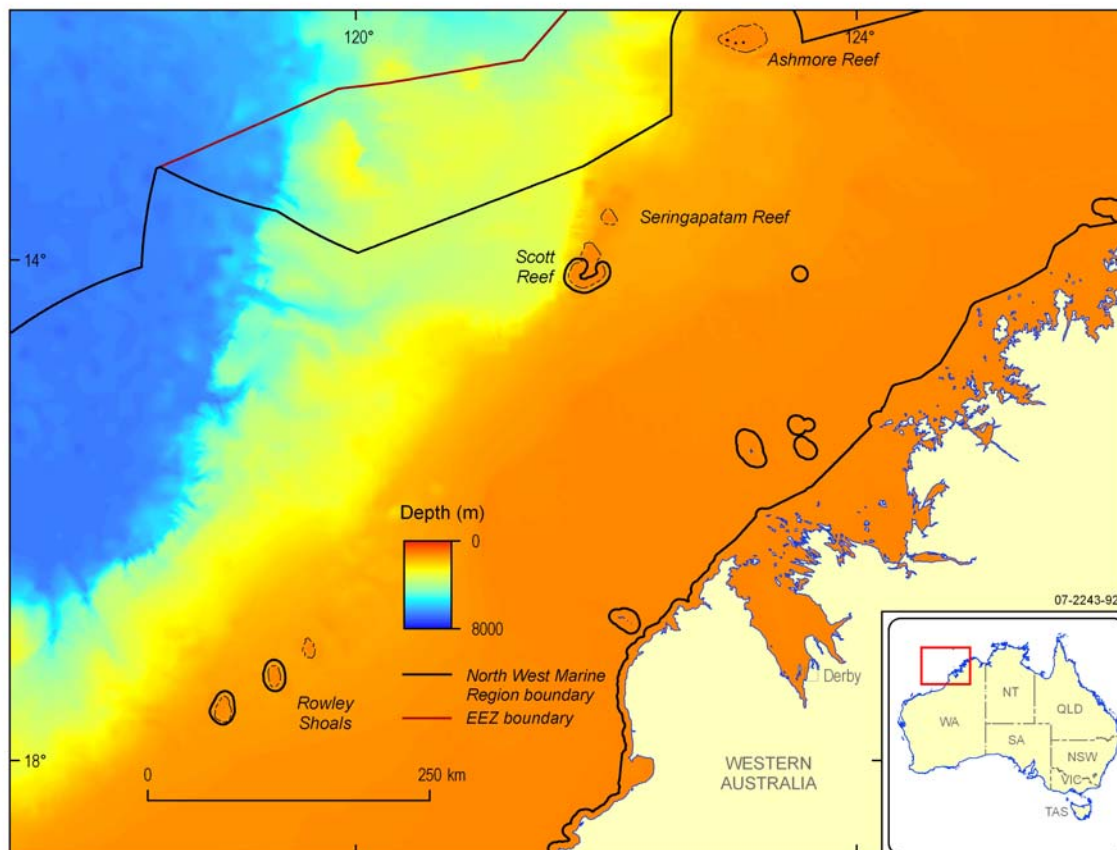 120°
124°
Ashmore Reef
Seringapatam Reef
Scott
Reef
14°
Depth (m)
0
8000
North West Marine
Region boundary
EEZ boundary
Rowley
Shoals
Derby
18°
0
250 km
WESTERN
AUSTRALIA
07-2243-92
NT
QLD
WA
SA
NSW
VIC
TAS